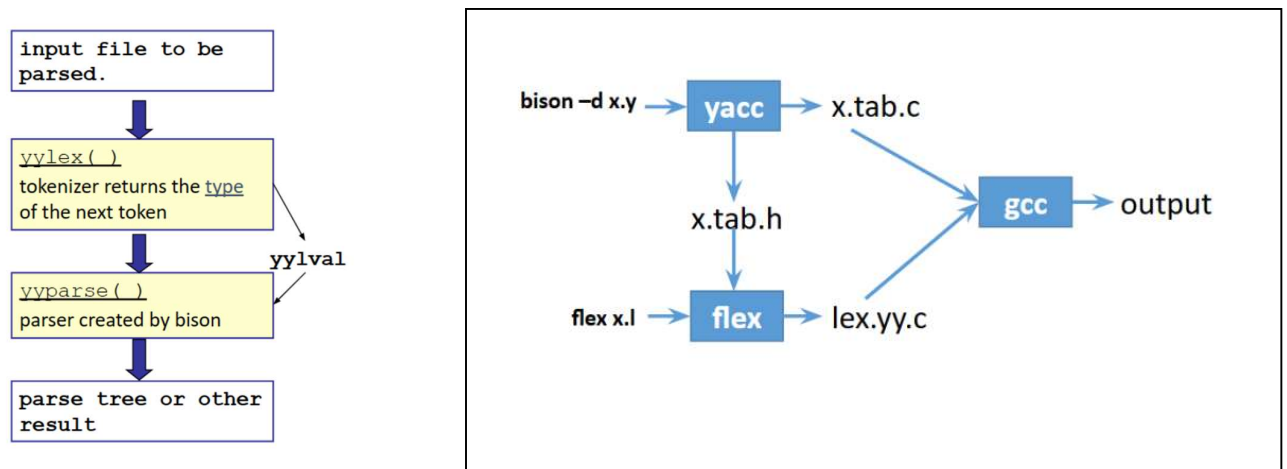 input file to be
parsed.
yylex( )
tokenizer returns the type
of the next token
yylval
yyparse( )
parser created by bison
parse tree or other
result
bison –d x.y
yacc
x.tab.c
x.tab.h
gcc
output
flex x.l
flex
lex.yy.c